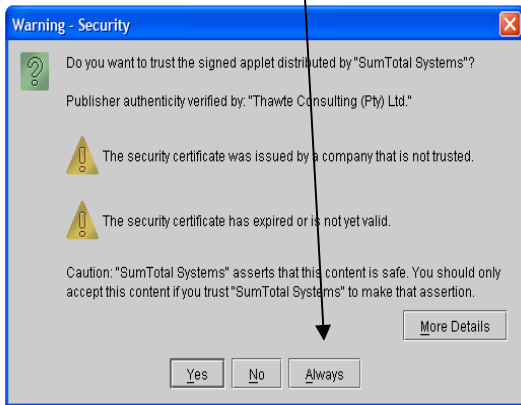 Warning - Security
Do you want to trust the signed applet distributed by "SumTotal Systems"?
Publisher authenticity verified by: "Thawte Consulting (Pty) Ltd."
The security certificate was issued by a company that is not trusted.
The security certificate has expired or is not yet valid.
Caution: "SumTotal Systems" asserts that this content is safe. You should only
accept this content if you trust "SumTotal Systems" to make that assertion.
More Details
Yes No Always